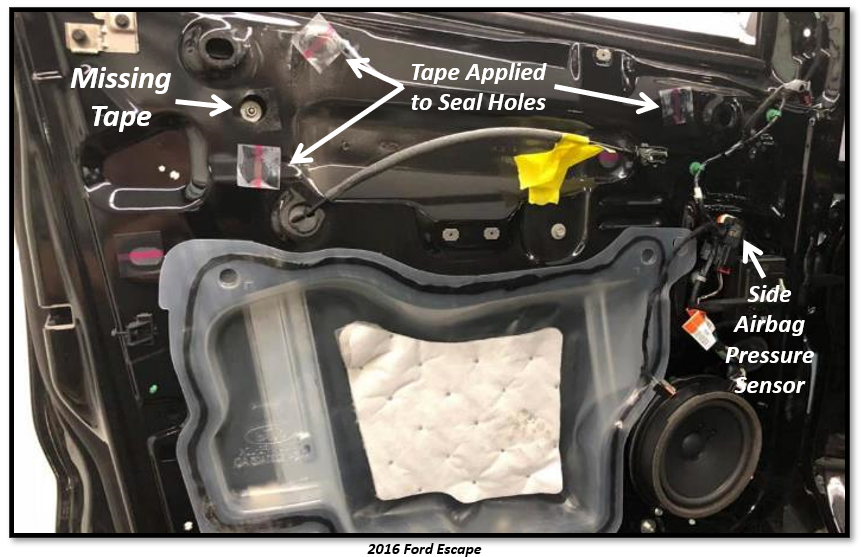 Missing
Tape
Tape Applied
to Seal Holes
Side
Airbag
Pressure
Sensor
2016 Ford Escape